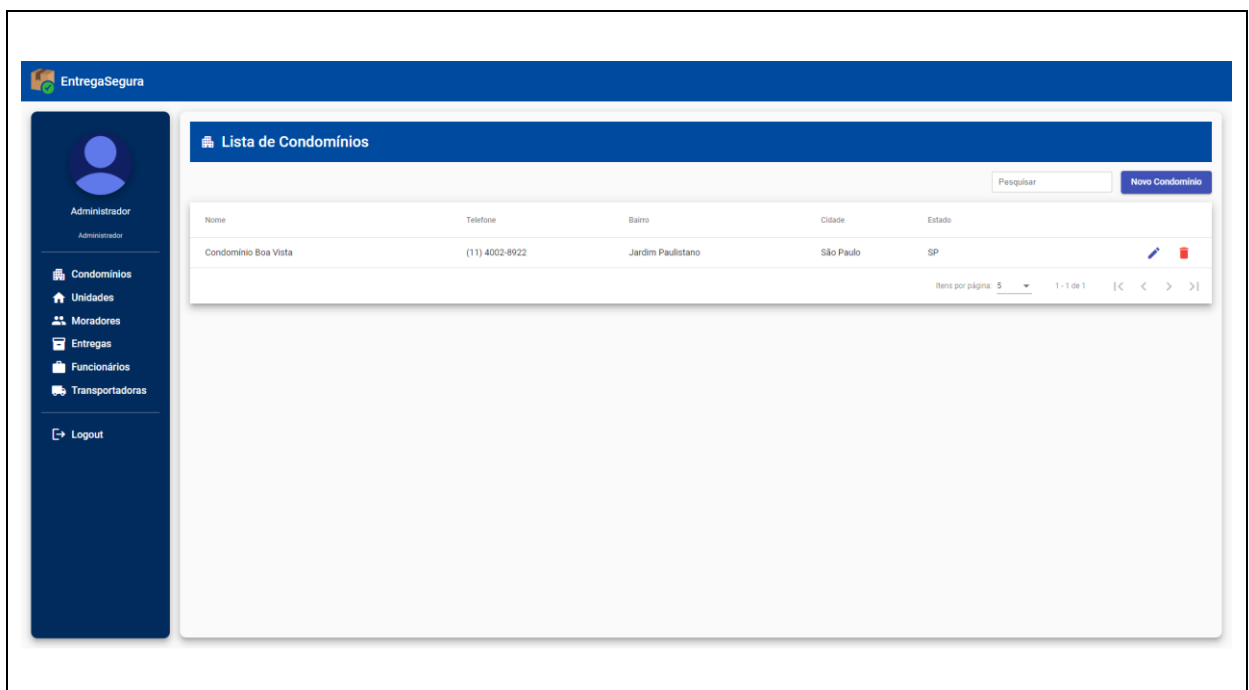 EntregaSegura
Administrador
Administrador
Condomínios
Unidades
Moradores
Entregas
Funcionários
Transportadoras
Logout
Lista de Condomínios
Pesquisar
Novo Condomínio
Nome Telefone Bairro Cidade Estado
Condomínio Boa Vista (11) 4002-8922 Jardim Paulistano São Paulo SP
Itens por página: 5 1 - 1 de 1